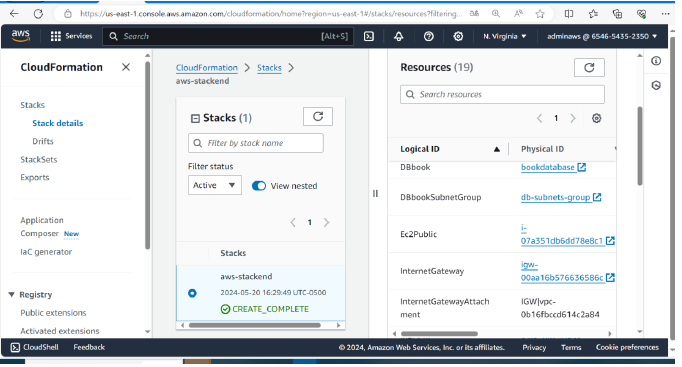 https://us-east-1.console.aws.amazon.com/cloudformation/home?region=us-east-1#/stacks/resources?filtering...
aws
Services
Search
[Alt+S]
N. Virginia
adminaws @ 6546-5435-2350
CloudFormation
Stacks
Stack details
Drifts
StackSets
Exports
Application
Composer New
IaC generator
Registry
Public extensions
Activated extensions
CloudFormation > Stacks >
aws-stackend
Stacks (1)
Filter by stack name
Filter status
Active
View nested
1
Stacks
aws-stackend
2024-05-20 16:29:49 UTC-0500
CREATE_COMPLETE
Resources (19)
Search resources
1
Logical ID
Physical ID
DBbook
bookdatabase
DBbookSubnetGroup
db-subnets-group
Ec2Public
i-
07a351db6dd78e8c1
InternetGateway
igw-
00aa16b576636586c
InternetGatewayAttach
ment
IGW|vpc-
0b16fbccd614c2a84
CloudShell
Feedback
© 2024, Amazon Web Services, Inc. or its affiliates.
Privacy
Terms
Cookie preferences